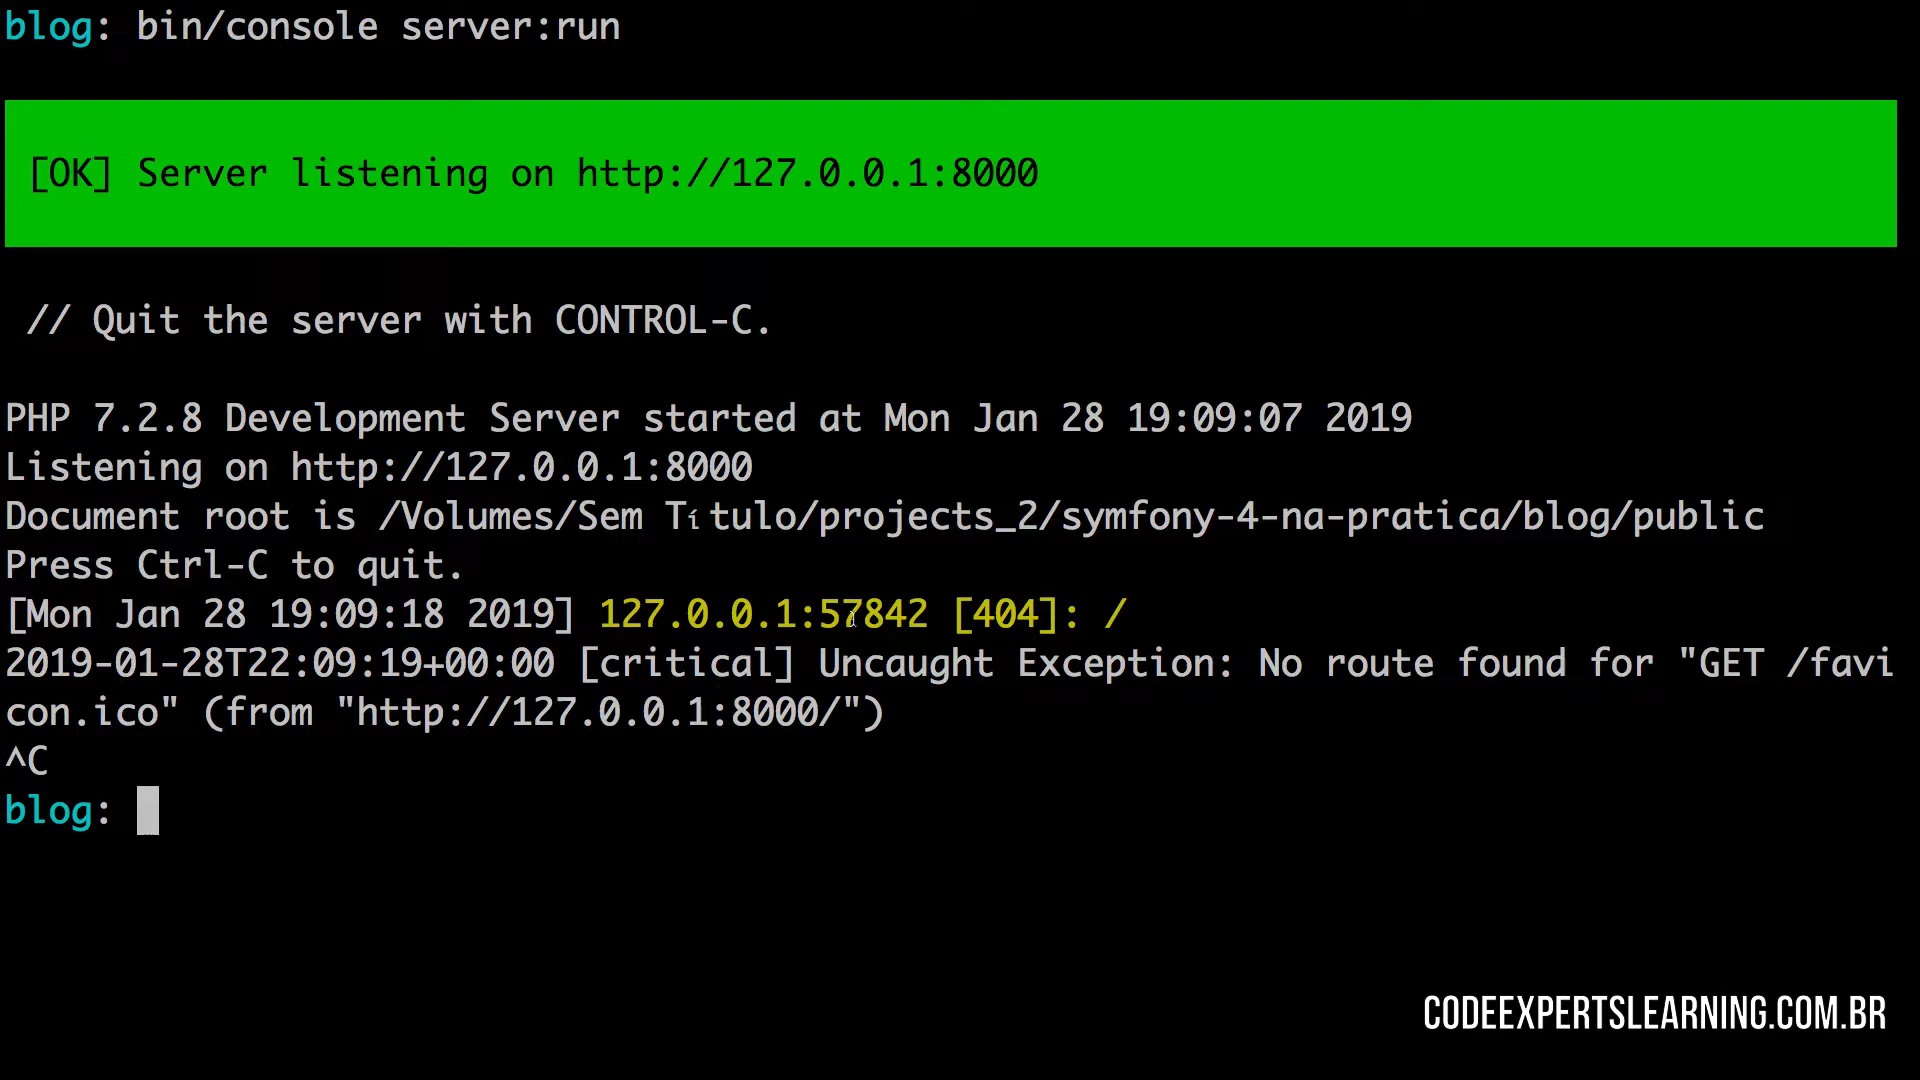 blog: bin/console server:run
[OK] Server listening on http://127.0.0.1:8000
// Quit the server with CONTROL-C.
PHP 7.2.8 Development Server started at Mon Jan 28 19:09:07 2019
Listening on http://127.0.0.1:8000
Document root is /Volumes/Sem Título/projects_2/symfony-4-na-pratica/blog/public
Press Ctrl-C to quit.
[Mon Jan 28 19:09:18 2019] 127.0.0.1:57842 [404]: /
2019-01-28T22:09:19+00:00 [critical] Uncaught Exception: No route found for "GET /favi
con.ico" (from "http://127.0.0.1:8000/")
^C
blog:
CODEEXPERTSLEARNING.COM.BR